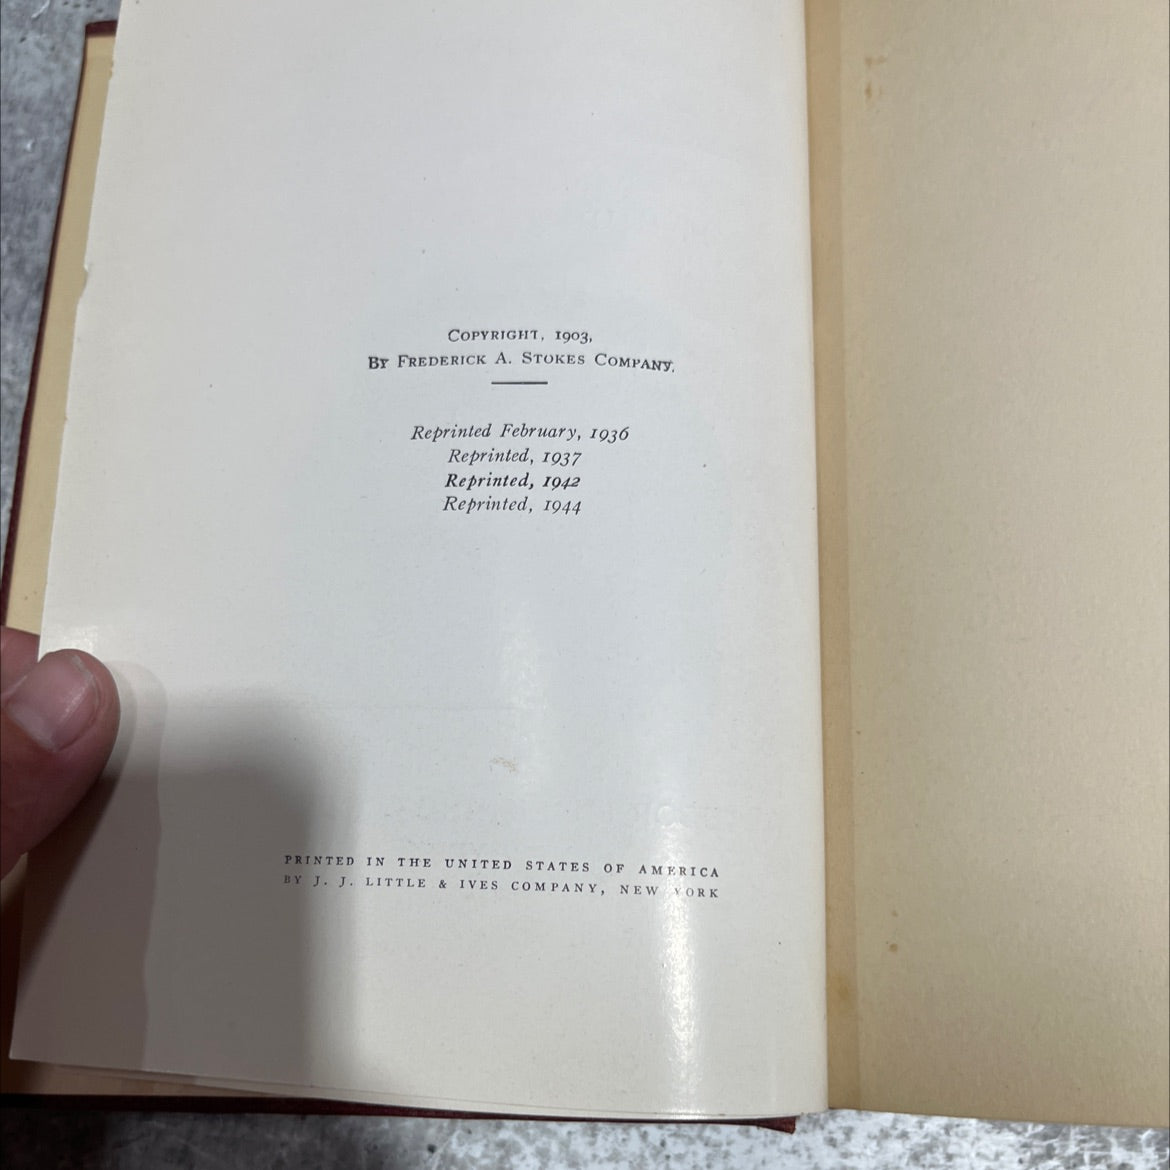 COPYRIGHT, 1903,
BY FREDERICK A. STOKES COMPANY.
Reprinted February, 1936
Reprinted, 1937
Reprinted, 1942
Reprinted, 1944
PRINTED IN THE UNITED STATES OF AMERICA
BY J. J. LITTLE & IVES COMPANY, NEW YORK